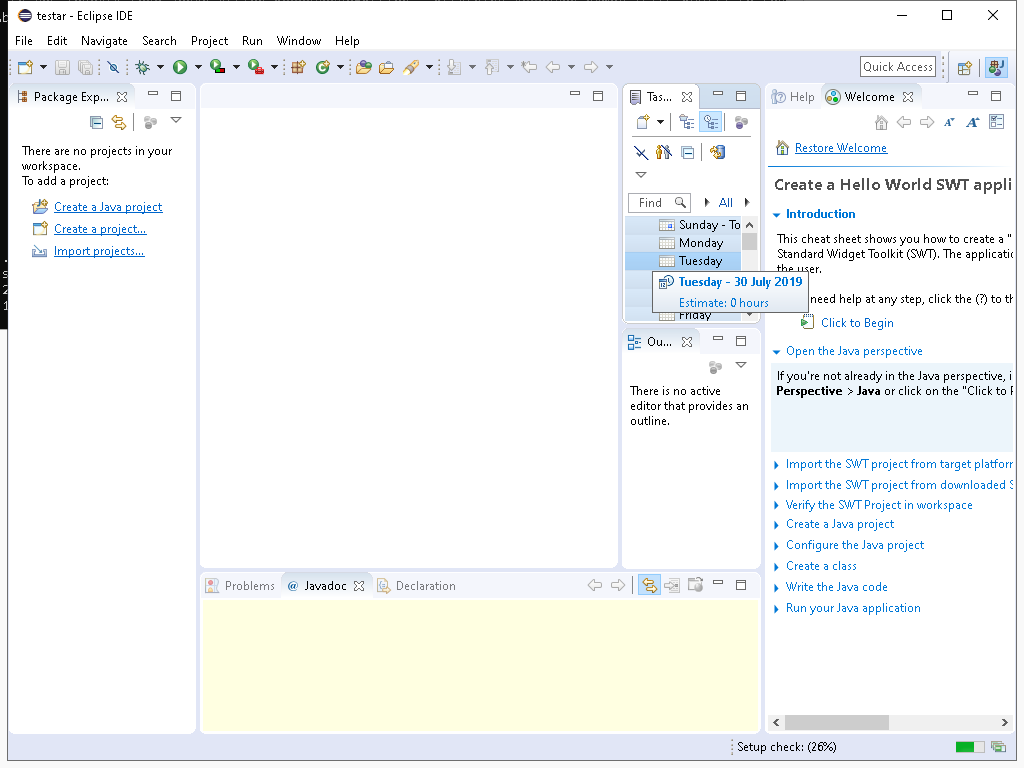 testar - Eclipse IDE
File Edit Navigate Search Project Run Window Help
Quick Access
Package Exp...
There are no projects in your
workspace.
To add a project:
Create a Java project
Create a project...
Import projects...
Tas...
Find
All
Sunday - To
Monday
Tuesday
Tuesday - 30 July 2019
Estimate: 0 hours
Friday
Ou...
There is no active
editor that provides an
outline.
Help Welcome
Restore Welcome
Create a Hello World SWT appli
Introduction
This cheat sheet shows you how to create a "
Standard Widget Toolkit (SWT). The applicatio
the user.
need help at any step, click the (?) to th
Click to Begin
Open the Java perspective
If you're not already in the Java perspective, i
Perspective > Java or click on the "Click to P
Import the SWT project from target platforr
Import the SWT project from downloaded S
Verify the SWT Project in workspace
Create a Java project
Configure the Java project
Create a class
Write the Java code
Run your Java application
Problems @ Javadoc Declaration
Setup check: (26%)